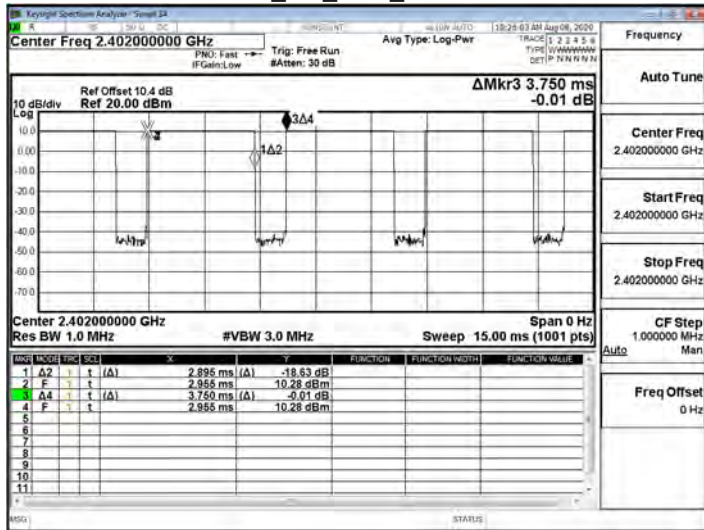 Keysight Spectrum Analyzer - Swept SA
10:26:03 AM Aug 08, 2020
Center Freq 2.402000000 GHz
PNO: Fast
IFGain:Low
Trig: Free Run
#Atten: 30 dB
Avg Type: Log-Pwr
TRACE 1 2 3 4 5 6
TYPE WWWWWW
DET P N N N N N
Ref Offset 10.4 dB
10 dB/div Ref 20.00 dBm
ΔMkr3 3.750 ms
-0.01 dB
Log
10.0
0.00
-10.0
-20.0
-30.0
-40.0
-50.0
-60.0
-70.0
3Δ4
1Δ2
Center 2.402000000 GHz
Span 0 Hz
Res BW 1.0 MHz
#VBW 3.0 MHz
Sweep 15.00 ms (1001 pts)
MKR MODE TRC SCL X Y FUNCTION FUNCTION WIDTH FUNCTION VALUE
1 Δ2 1 t (Δ) 2.895 ms (Δ) -18.63 dB
2 F 1 t 2.955 ms 10.28 dBm
3 Δ4 1 t (Δ) 3.750 ms (Δ) -0.01 dB
4 F 1 t 2.955 ms 10.28 dBm
5
6
7
8
9
10
11
MSG
STATUS
Frequency
Auto Tune
Center Freq
2.402000000 GHz
Start Freq
2.402000000 GHz
Stop Freq
2.402000000 GHz
CF Step
1.000000 MHz
Auto Man
Freq Offset
0 Hz